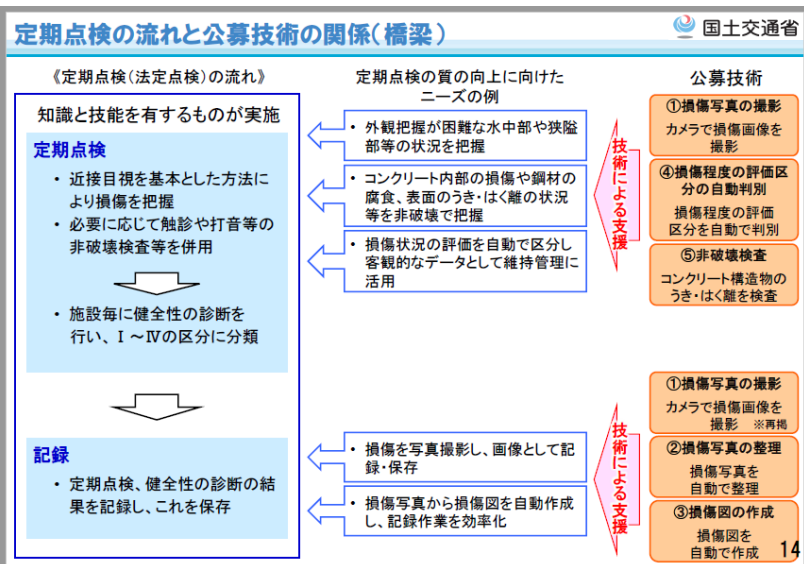 定期点検の流れと公募技術の関係(橋梁)
国土交通省
《定期点検(法定点検)の流れ》
知識と技能を有するものが実施
定期点検
・ 近接目視を基本とした方法に
より損傷を把握
・ 必要に応じて触診や打音等の
非破壊検査等を併用
・ 施設毎に健全性の診断を
行い、Ⅰ～Ⅳの区分に分類
記録
・ 定期点検、健全性の診断の結
果を記録し、これを保存
定期点検の質の向上に向けた
ニーズの例
・ 外観把握が困難な水中部や狭隘
部等の状況を把握
・ コンクリート内部の損傷や鋼材の
腐食、表面のうき・はく離の状況
等を非破壊で把握
・ 損傷状況の評価を自動で区分し
客観的なデータとして維持管理に
活用
・ 損傷を写真撮影し、画像として記
録・保存
・ 損傷写真から損傷図を自動作成
し、記録作業を効率化
技術による支援
技術による支援
公募技術
①損傷写真の撮影
カメラで損傷画像を
撮影
④損傷程度の評価区
分の自動判別
損傷程度の評価
区分を自動で判別
⑤非破壊検査
コンクリート構造物の
うき・はく離を検査
①損傷写真の撮影
カメラで損傷画像を
撮影 ※再掲
②損傷写真の整理
損傷写真を
自動で整理
③損傷図の作成
損傷図を
自動で作成
14